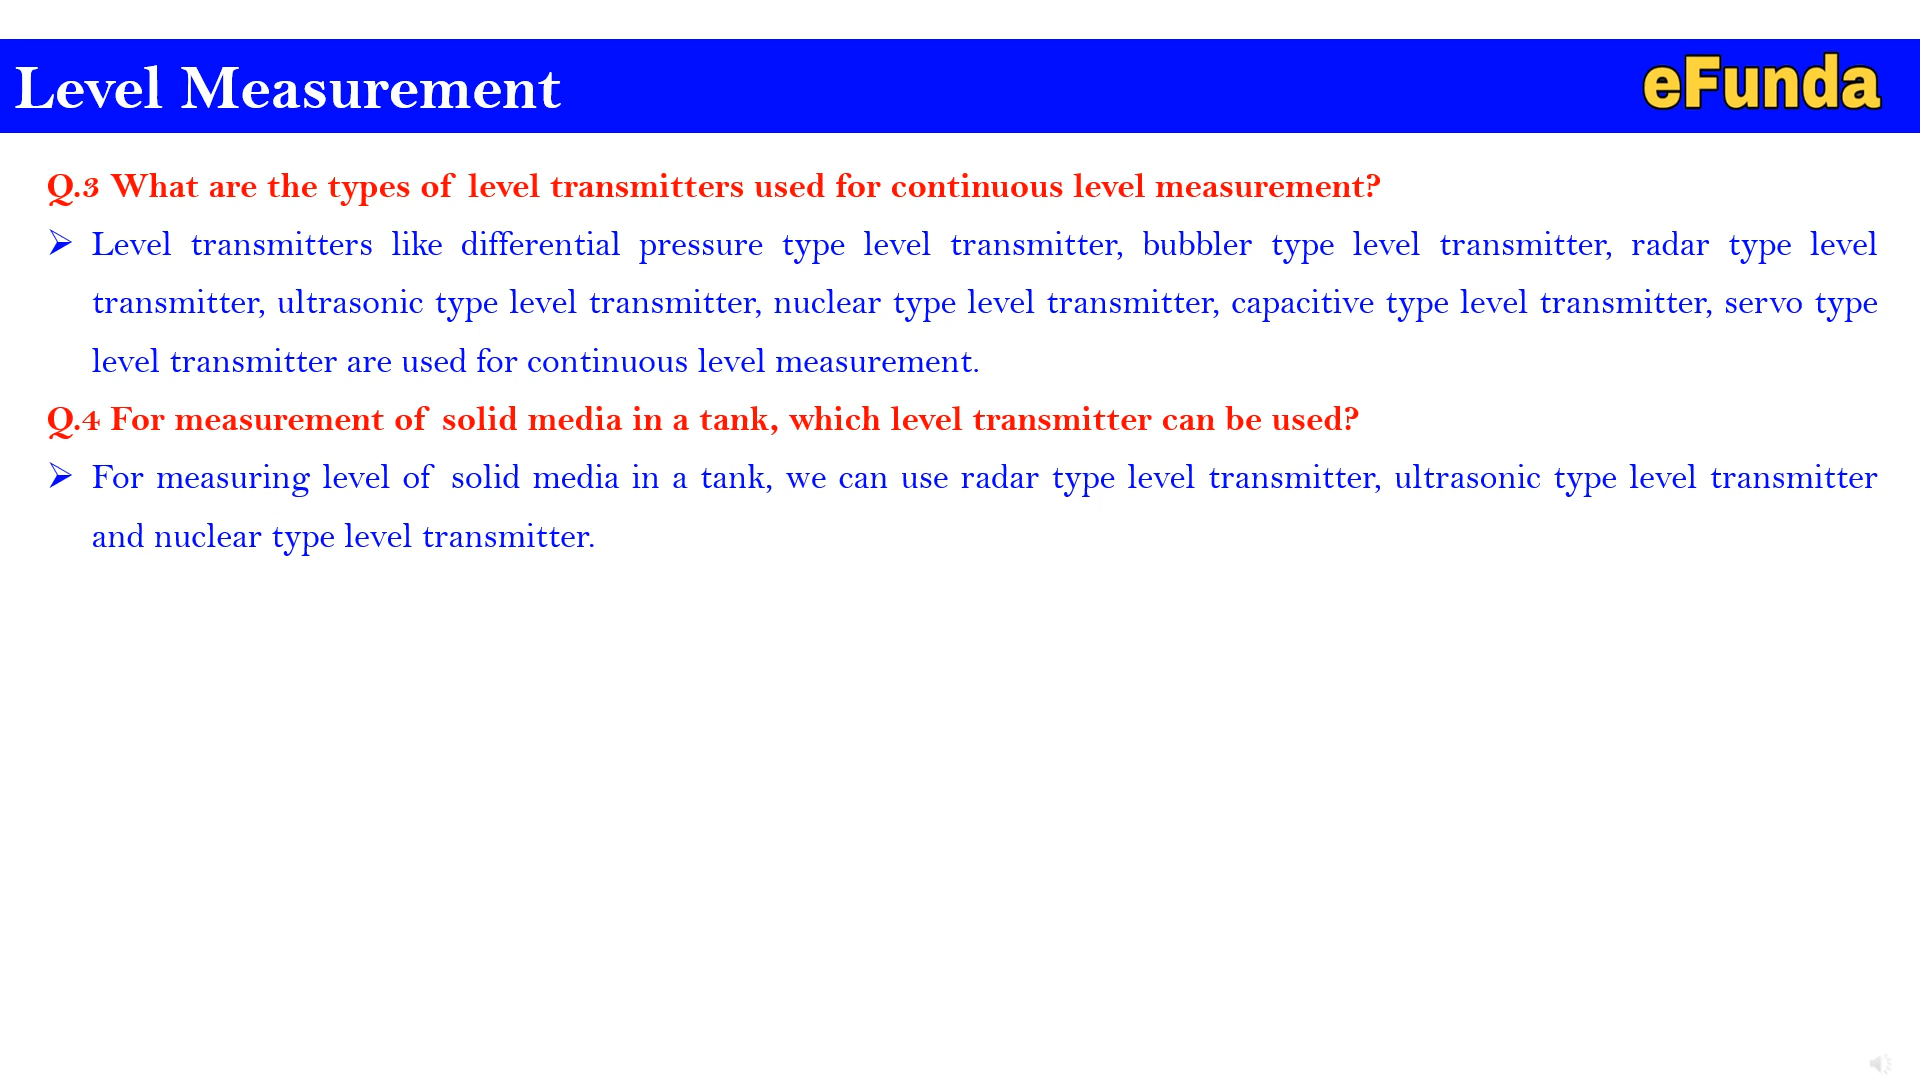 Level Measurement
eFunda
Q.3 What are the types of level transmitters used for continuous level measurement?
➢ Level transmitters like differential pressure type level transmitter, bubbler type level transmitter, radar type level
transmitter, ultrasonic type level transmitter, nuclear type level transmitter, capacitive type level transmitter, servo type
level transmitter are used for continuous level measurement.
Q.4 For measurement of solid media in a tank, which level transmitter can be used?
➢ For measuring level of solid media in a tank, we can use radar type level transmitter, ultrasonic type level transmitter
and nuclear type level transmitter.